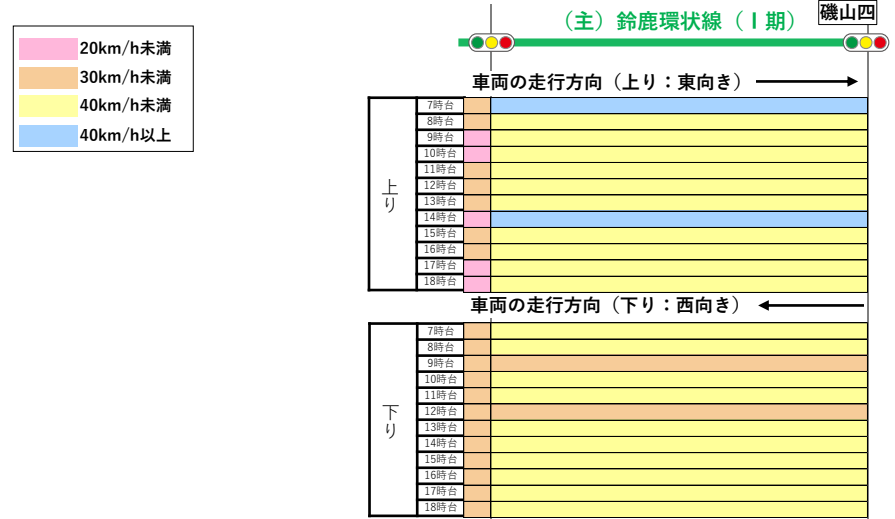 （主）鈴鹿環状線（Ⅰ期）
磯山四
20km/h未満
30km/h未満
40km/h未満
40km/h以上
車両の走行方向（上り：東向き）
上り
7時台
8時台
9時台
10時台
11時台
12時台
13時台
14時台
15時台
16時台
17時台
18時台
車両の走行方向（下り：西向き）
下り
7時台
8時台
9時台
10時台
11時台
12時台
13時台
14時台
15時台
16時台
17時台
18時台